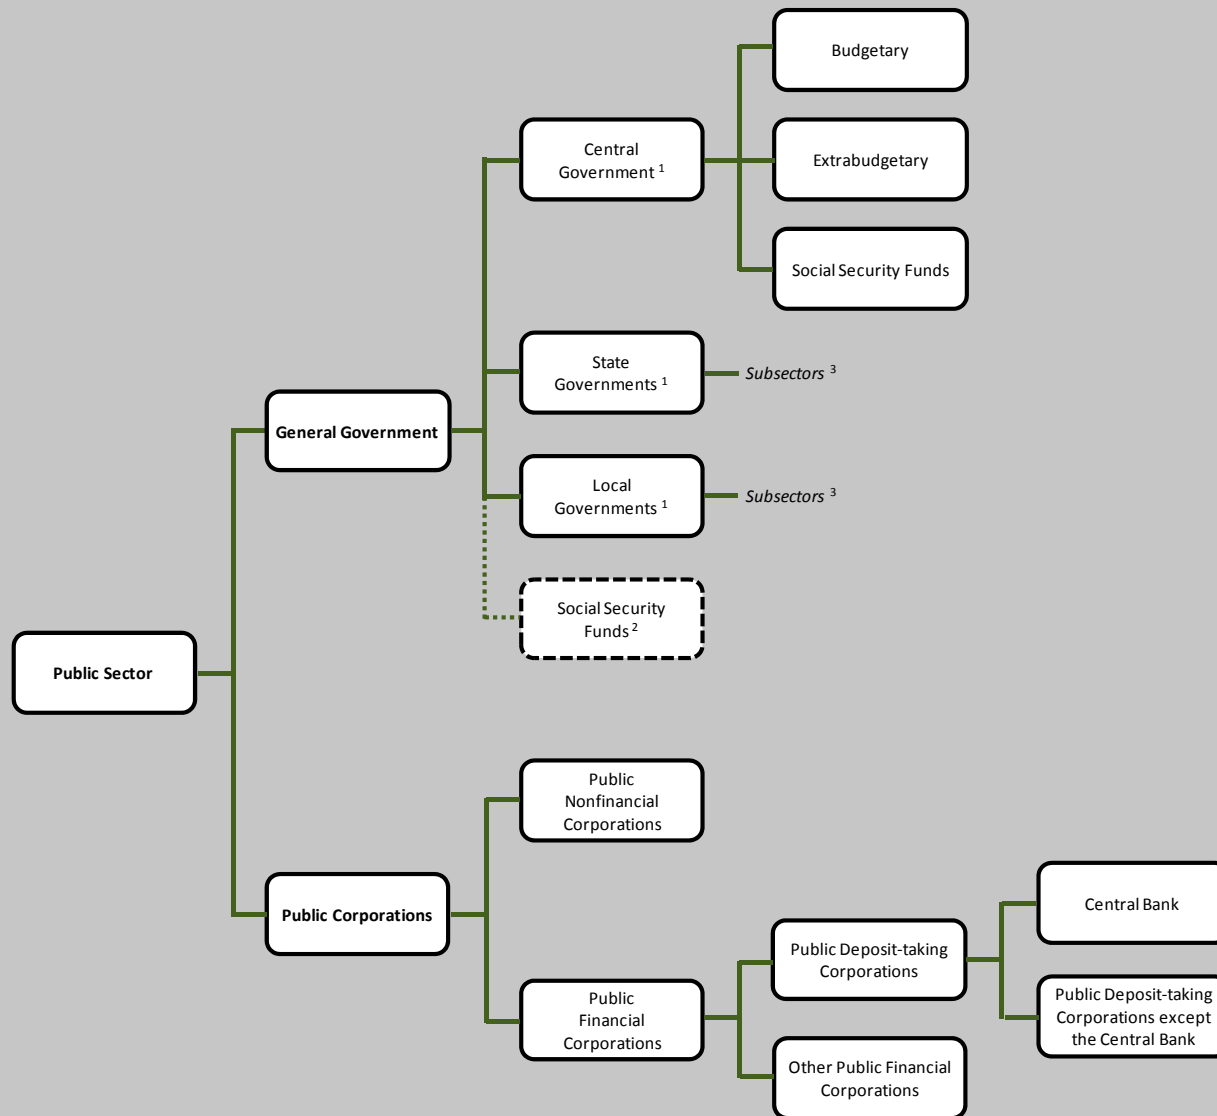 Budgetary
Central
Government ¹
Extrabudgetary
Social Security Funds
State
Governments ¹
Subsectors ³
General Government
Local
Governments ¹
Subsectors ³
Social Security
Funds ²
Public Sector
Public
Nonfinancial
Corporations
Public Corporations
Central Bank
Public Deposit-taking
Corporations
Public
Financial
Corporations
Public Deposit-taking
Corporations except
the Central Bank
Other Public Financial
Corporations